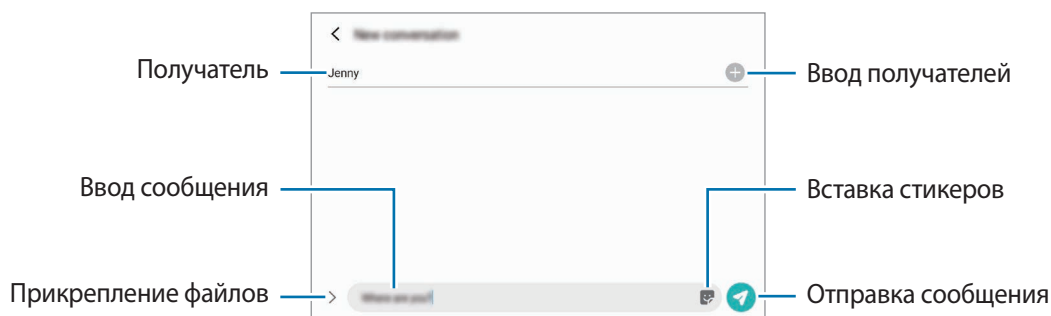 New conversation
Получатель
Jenny
Ввод получателей
Ввод сообщения
Вставка стикеров
Прикрепление файлов
Where are you?
Отправка сообщения